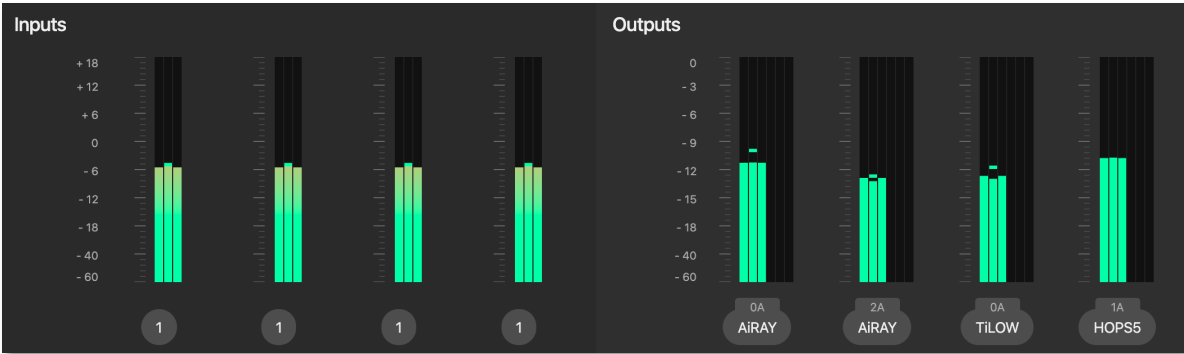 Inputs
+ 18
+ 12
+ 6
0
- 6
- 12
- 18
- 40
- 60
1
1
1
1
Outputs
0
- 3
- 6
- 9
- 12
- 15
- 18
- 40
- 60
0A
AiRAY
2A
AiRAY
0A
TiLOW
1A
HOPS5